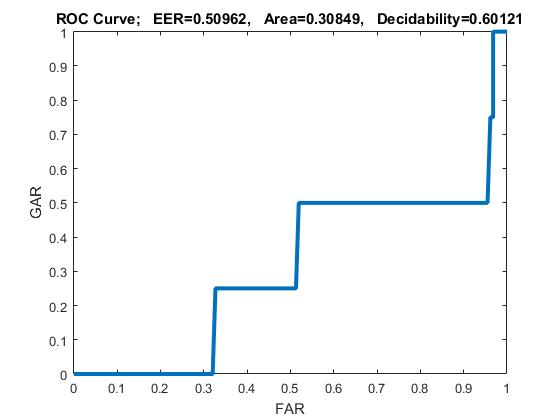 ROC Curve;   EER=0.50962,   Area=0.30849,   Decidability=0.60121
1
0.9
0.8
0.7
0.6
0.5
0.4
0.3
0.2
0.1
0
GAR
0 0.1 0.2 0.3 0.4 0.5 0.6 0.7 0.8 0.9 1
FAR